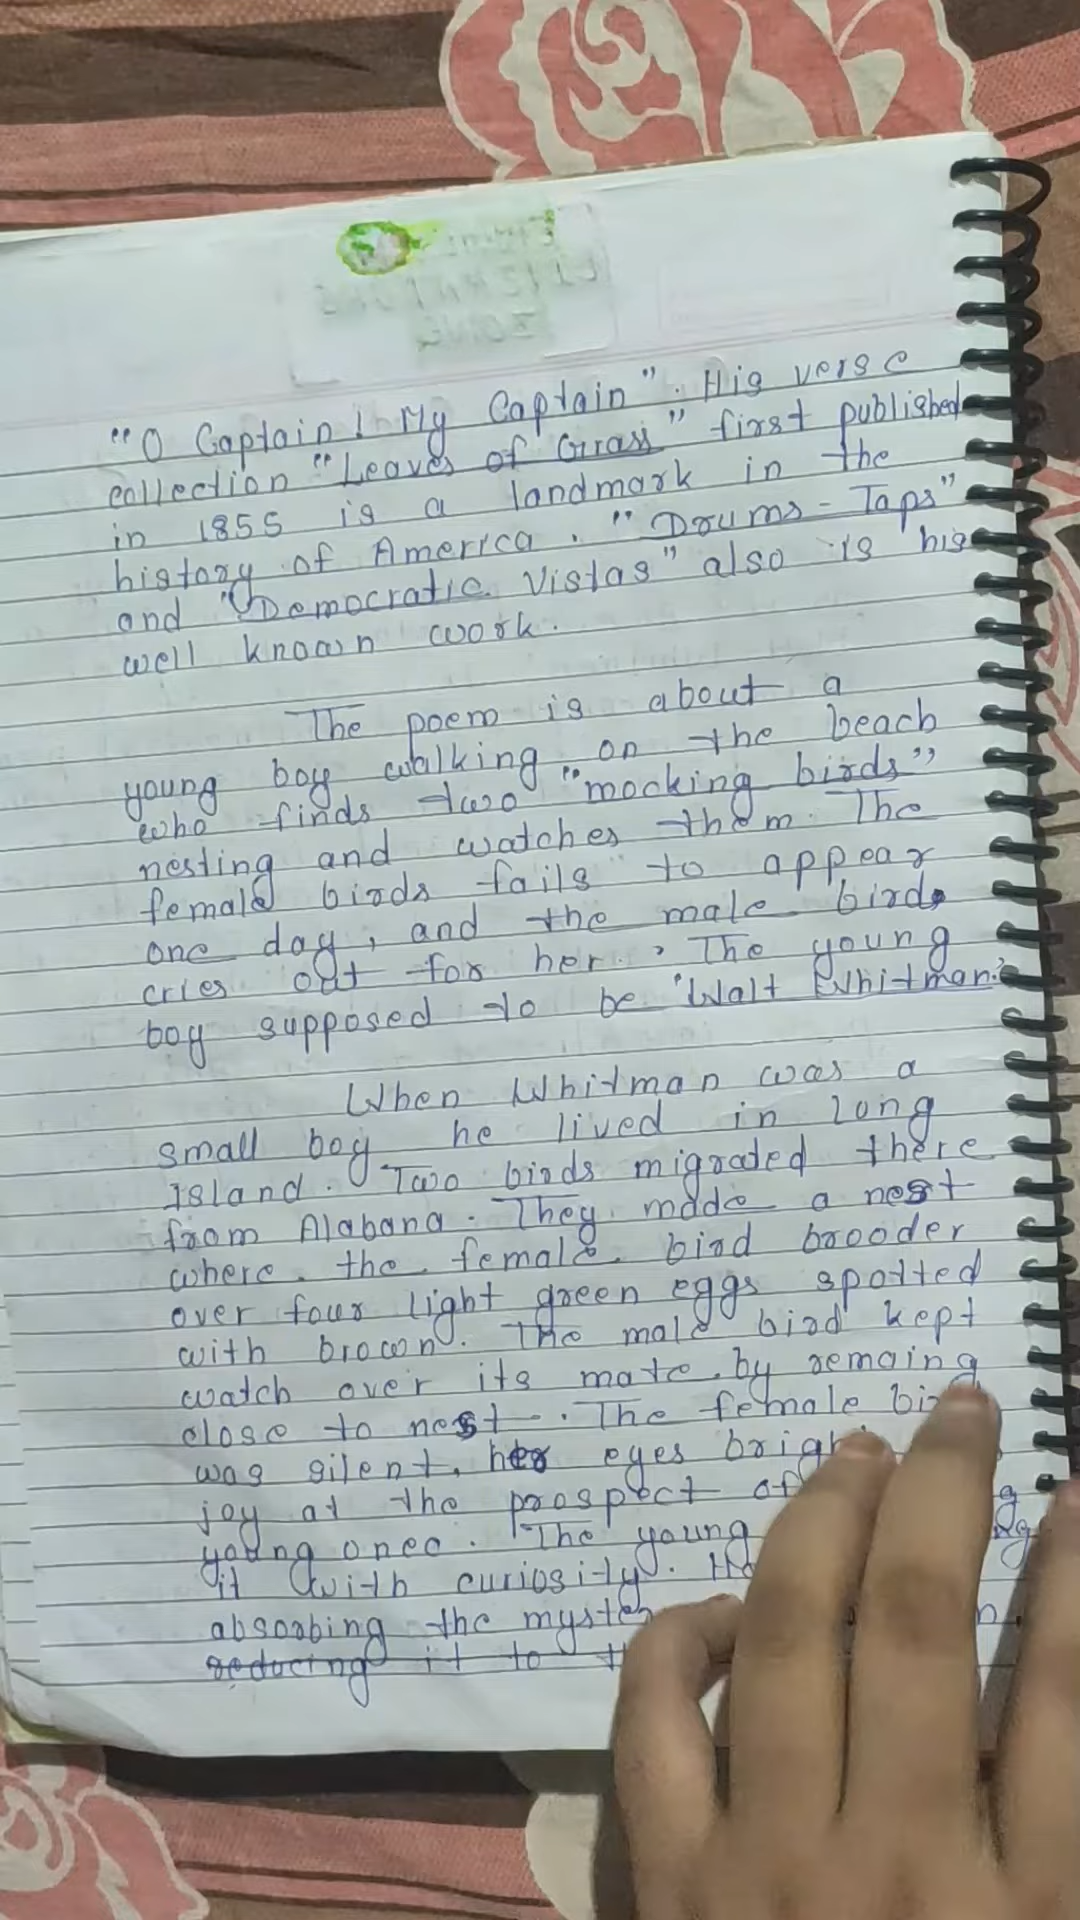 "O Captain! My Captain". His verse
collection "Leaves of Grass" first published
in 1855 is a landmark in the
history of America. "Drums-Taps"
and "Democratic Vistas" also is his
well known work.
The poem is about a
young boy walking on the beach
who finds two "mocking birds"
nesting and watches them. The
female birds fails to appear
one day, and the male bird
cries out for her. The young
boy supposed to be 'Walt Whitman.'
When Whitman was a
small boy he lived in Long
Island. Two birds migrated there
from Alabana. They made a nest
where the female bird brooder
over four light green eggs spotted
with brown. The male bird kept
watch over its mate by remaing
close to nest. The female
was silent, her eyes
joy at the prospect of
young onec. The young
it with curiosity.
absorbing the
reducing it to